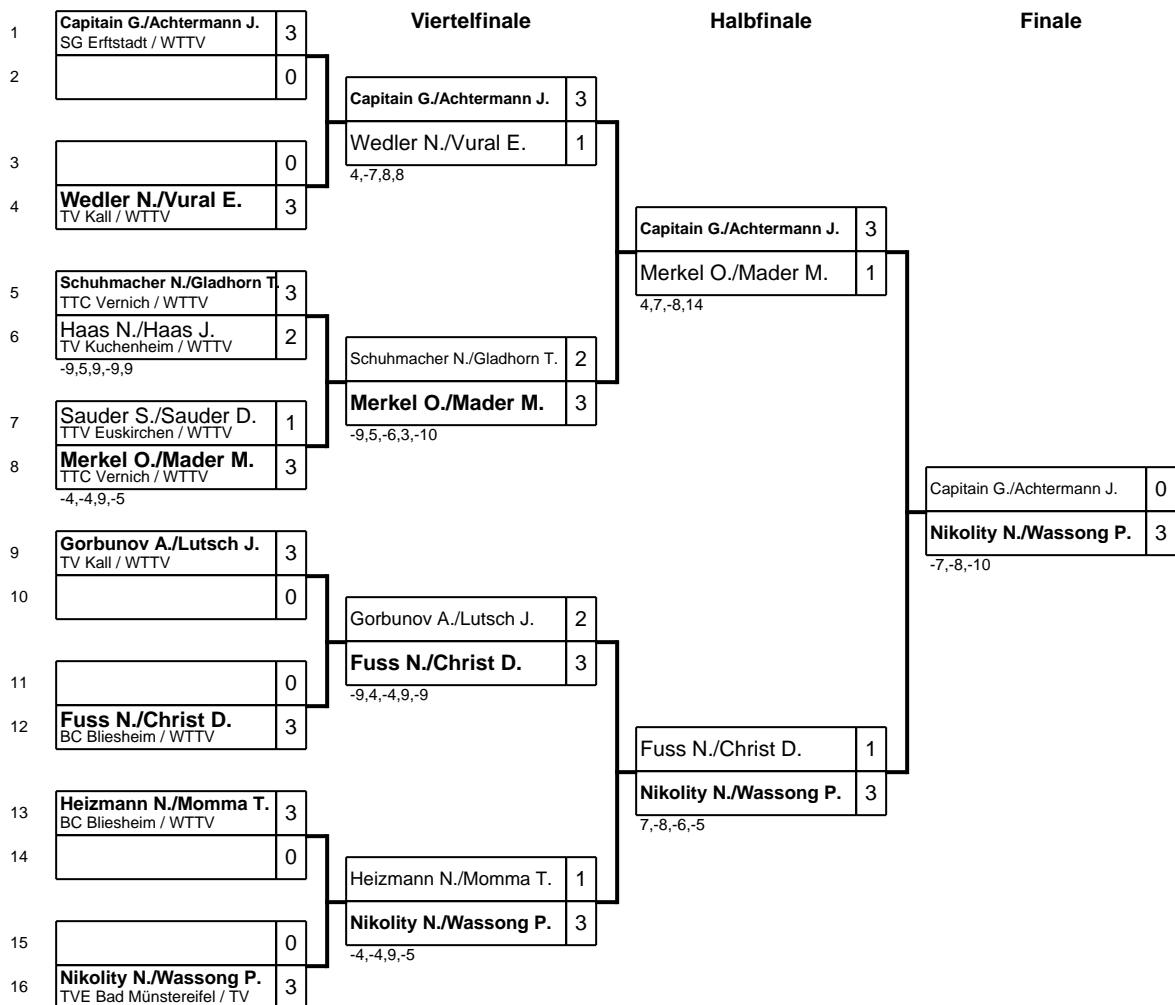 Viertelfinale
Halbfinale
Finale
1
Capitain G./Achtermann J.
3
SG Erftstadt / WTTV
2
0
3
0
4
Wedler N./Vural E.
3
TV Kall / WTTV
5
Schuhmacher N./Gladhorn T.
3
TTC Vernich / WTTV
6
Haas N./Haas J.
2
TV Kuchenheim / WTTV
-9,5,9,-9,9
7
Sauder S./Sauder D.
1
TTV Euskirchen / WTTV
8
Merkel O./Mader M.
3
TTC Vernich / WTTV
-4,-4,9,-5
9
Gorbunov A./Lutsch J.
3
TV Kall / WTTV
10
0
11
0
12
Fuss N./Christ D.
3
BC Bliesheim / WTTV
13
Heizmann N./Momma T.
3
BC Bliesheim / WTTV
14
0
15
0
16
Nikolity N./Wassong P.
3
TVE Bad Münstereifel / TV
Capitain G./Achtermann J.
3
Wedler N./Vural E.
1
4,-7,8,8
Schuhmacher N./Gladhorn T.
2
Merkel O./Mader M.
3
-9,5,-6,3,-10
Gorbunov A./Lutsch J.
2
Fuss N./Christ D.
3
-9,4,-4,9,-9
Heizmann N./Momma T.
1
Nikolity N./Wassong P.
3
-4,-4,9,-5
Capitain G./Achtermann J.
3
Merkel O./Mader M.
1
4,7,-8,14
Fuss N./Christ D.
1
Nikolity N./Wassong P.
3
7,-8,-6,-5
Capitain G./Achtermann J.
0
Nikolity N./Wassong P.
3
-7,-8,-10